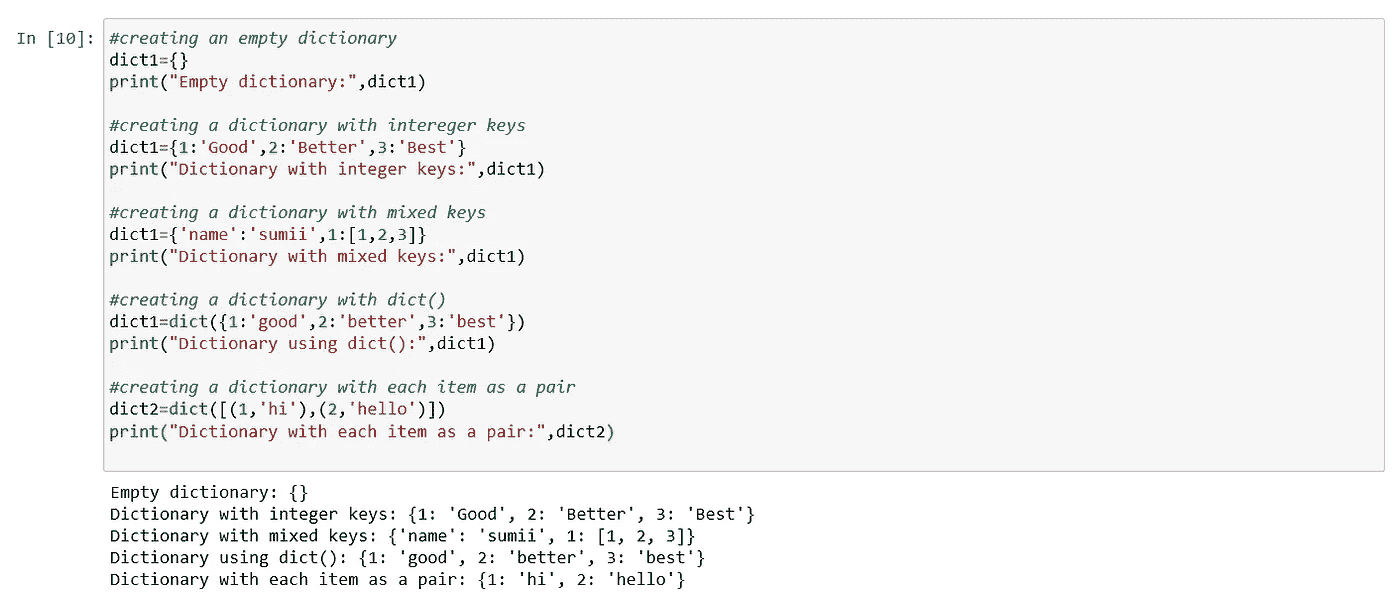 In [10]: #creating an empty dictionary
dict1={}
print("Empty dictionary:",dict1)
#creating a dictionary with intereger keys
dict1={1:'Good',2:'Better',3:'Best'}
print("Dictionary with integer keys:",dict1)
#creating a dictionary with mixed keys
dict1={'name':'sumii',1:[1,2,3]}
print("Dictionary with mixed keys:",dict1)
#creating a dictionary with dict()
dict1=dict({1:'good',2:'better',3:'best'})
print("Dictionary using dict():",dict1)
#creating a dictionary with each item as a pair
dict2=dict([(1,'hi'),(2,'hello')])
print("Dictionary with each item as a pair:",dict2)
Empty dictionary: {}
Dictionary with integer keys: {1: 'Good', 2: 'Better', 3: 'Best'}
Dictionary with mixed keys: {'name': 'sumii', 1: [1, 2, 3]}
Dictionary using dict(): {1: 'good', 2: 'better', 3: 'best'}
Dictionary with each item as a pair: {1: 'hi', 2: 'hello'}